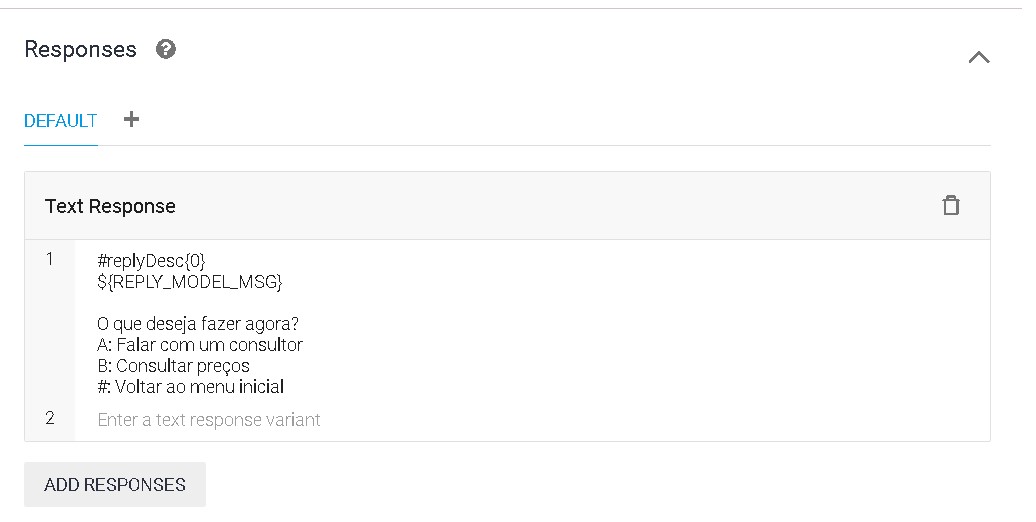 Responses
DEFAULT +
Text Response
1 #replyDesc{0}
${REPLY_MODEL_MSG}
O que deseja fazer agora?
A: Falar com um consultor
B: Consultar preços
#: Voltar ao menu inicial
2 Enter a text response variant
ADD RESPONSES